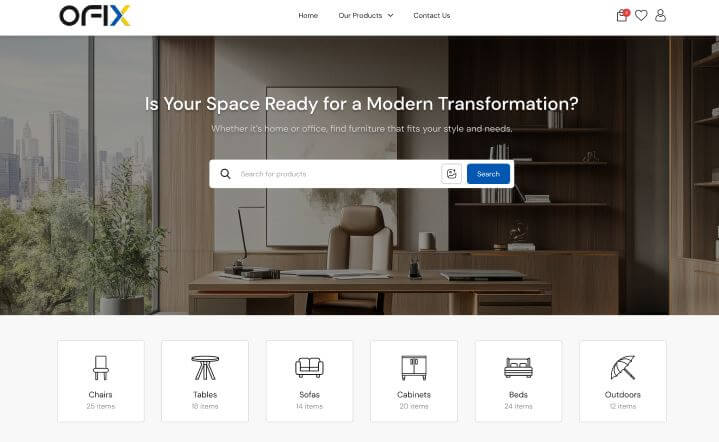 OFIX
Home
Our Products
Contact Us
Is Your Space Ready for a Modern Transformation?
Whether it's home or office, find furniture that fits your style and needs.
Search for products
Search
Chairs
25 items
Tables
18 items
Sofas
14 items
Cabinets
20 items
Beds
24 items
Outdoors
12 items